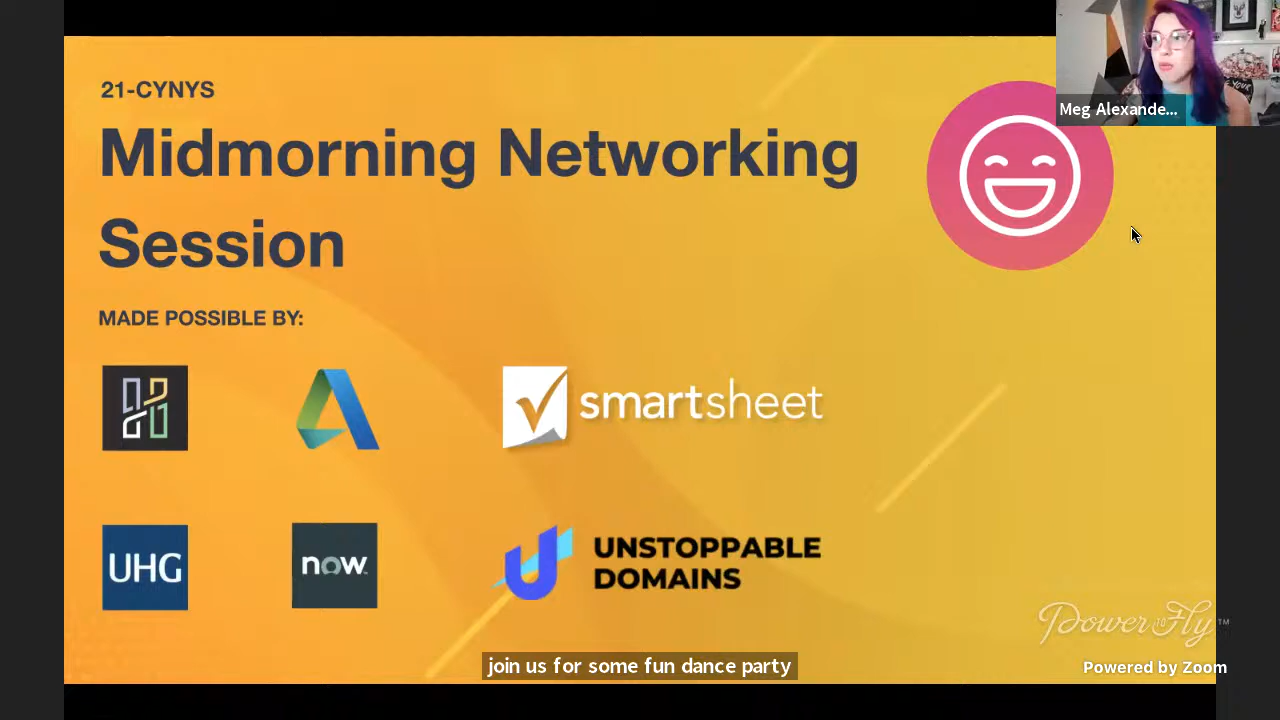 21-CYNYS
Midmorning Networking
Session
MADE POSSIBLE BY:
smartsheet
UHG
now
UNSTOPPABLE
DOMAINS
Meg Alexande...
PowerToFly™
Powered by Zoom
join us for some fun dance party